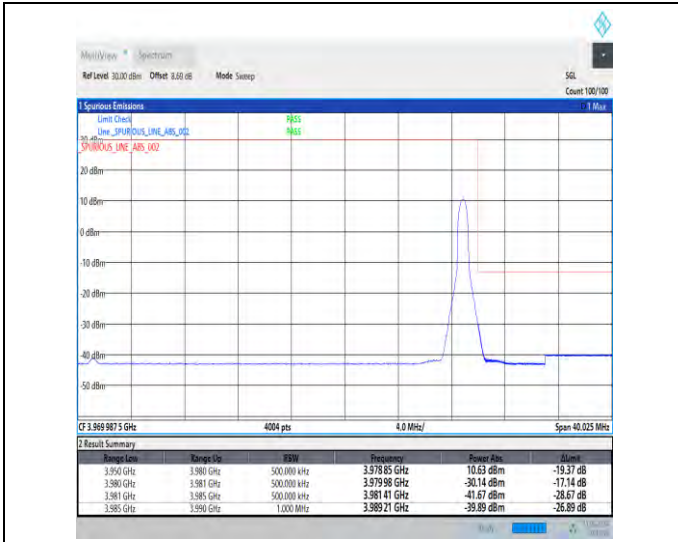 MultiView Spectrum
Ref Level 30.00 dBm Offset 8.69 dB Mode Sweep SGL
Count 100/100
1 Spurious Emissions 1 Max
Limit Check PASS
Line _SPURIOUS_LINE_ABS_002 PASS
30 dBm
_SPURIOUS_LINE_ABS_002
20 dBm
10 dBm
0 dBm
-10 dBm
-20 dBm
-30 dBm
-40 dBm
-50 dBm
CF 3.969 987 5 GHz 4004 pts 4.0 MHz/ Span 40.025 MHz
2 Result Summary
Range Low Range Up RBW Frequency Power Abs ΔLimit
3.950 GHz 3.980 GHz 500.000 kHz 3.978 85 GHz 10.63 dBm -19.37 dB
3.980 GHz 3.981 GHz 500.000 kHz 3.979 98 GHz -30.14 dBm -17.14 dB
3.981 GHz 3.985 GHz 500.000 kHz 3.981 41 GHz -41.67 dBm -28.67 dB
3.985 GHz 3.990 GHz 1.000 MHz 3.989 21 GHz -39.89 dBm -26.89 dB